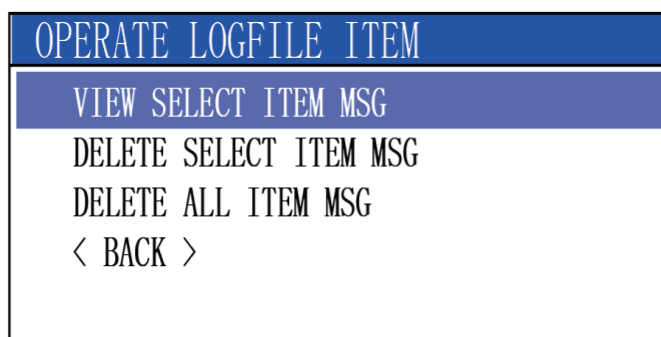 OPERATE LOGFILE ITEM
VIEW SELECT ITEM MSG
DELETE SELECT ITEM MSG
DELETE ALL ITEM MSG
< BACK >